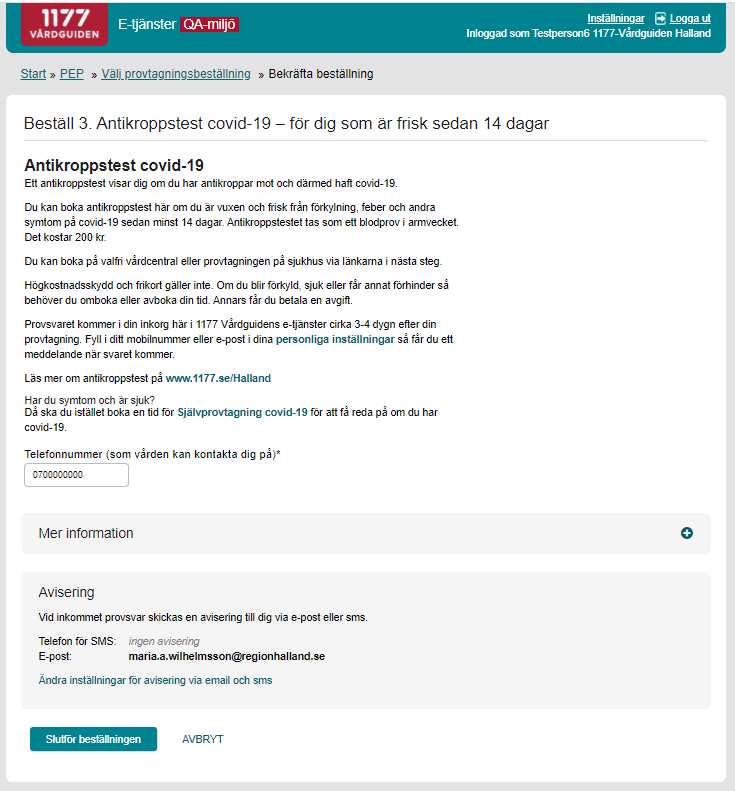 1177
VÅRDGUIDEN
E-tjänster QA-miljö
Inställningar Logga ut
Inloggad som Testperson6 1177-Vårdguiden Halland
Start » PEP » Välj provtagningsbeställning » Bekräfta beställning
Beställ 3. Antikroppstest covid-19 – för dig som är frisk sedan 14 dagar
Antikroppstest covid-19
Ett antikroppstest visar dig om du har antikroppar mot och därmed haft covid-19.
Du kan boka antikroppstest här om du är vuxen och frisk från förkylning, feber och andra
symtom på covid-19 sedan minst 14 dagar. Antikroppstestet tas som ett blodprov i armvecket.
Det kostar 200 kr.
Du kan boka på valfri vårdcentral eller provtagningen på sjukhus via länkarna i nästa steg.
Högkostnadsskydd och frikort gäller inte. Om du blir förkyld, sjuk eller får annat förhinder så
behöver du omboka eller avboka din tid. Annars får du betala en avgift.
Provsvaret kommer i din inkorg här i 1177 Vårdguidens e-tjänster cirka 3-4 dygn efter din
provtagning. Fyll i ditt mobilnummer eller e-post i dina personliga inställningar så får du ett
meddelande när svaret kommer.
Läs mer om antikroppstest på www.1177.se/Halland
Har du symtom och är sjuk?
Då ska du istället boka en tid för Självprovtagning covid-19 för att få reda på om du har
covid-19.
Telefonnummer (som vården kan kontakta dig på)*
0700000000
Mer information
Avisering
Vid inkommet provsvar skickas en avisering till dig via e-post eller sms.
Telefon för SMS: ingen avisering
E-post: maria.a.wilhelmsson@regionhalland.se
Ändra inställningar för avisering via email och sms
Slutför beställningen AVBRYT